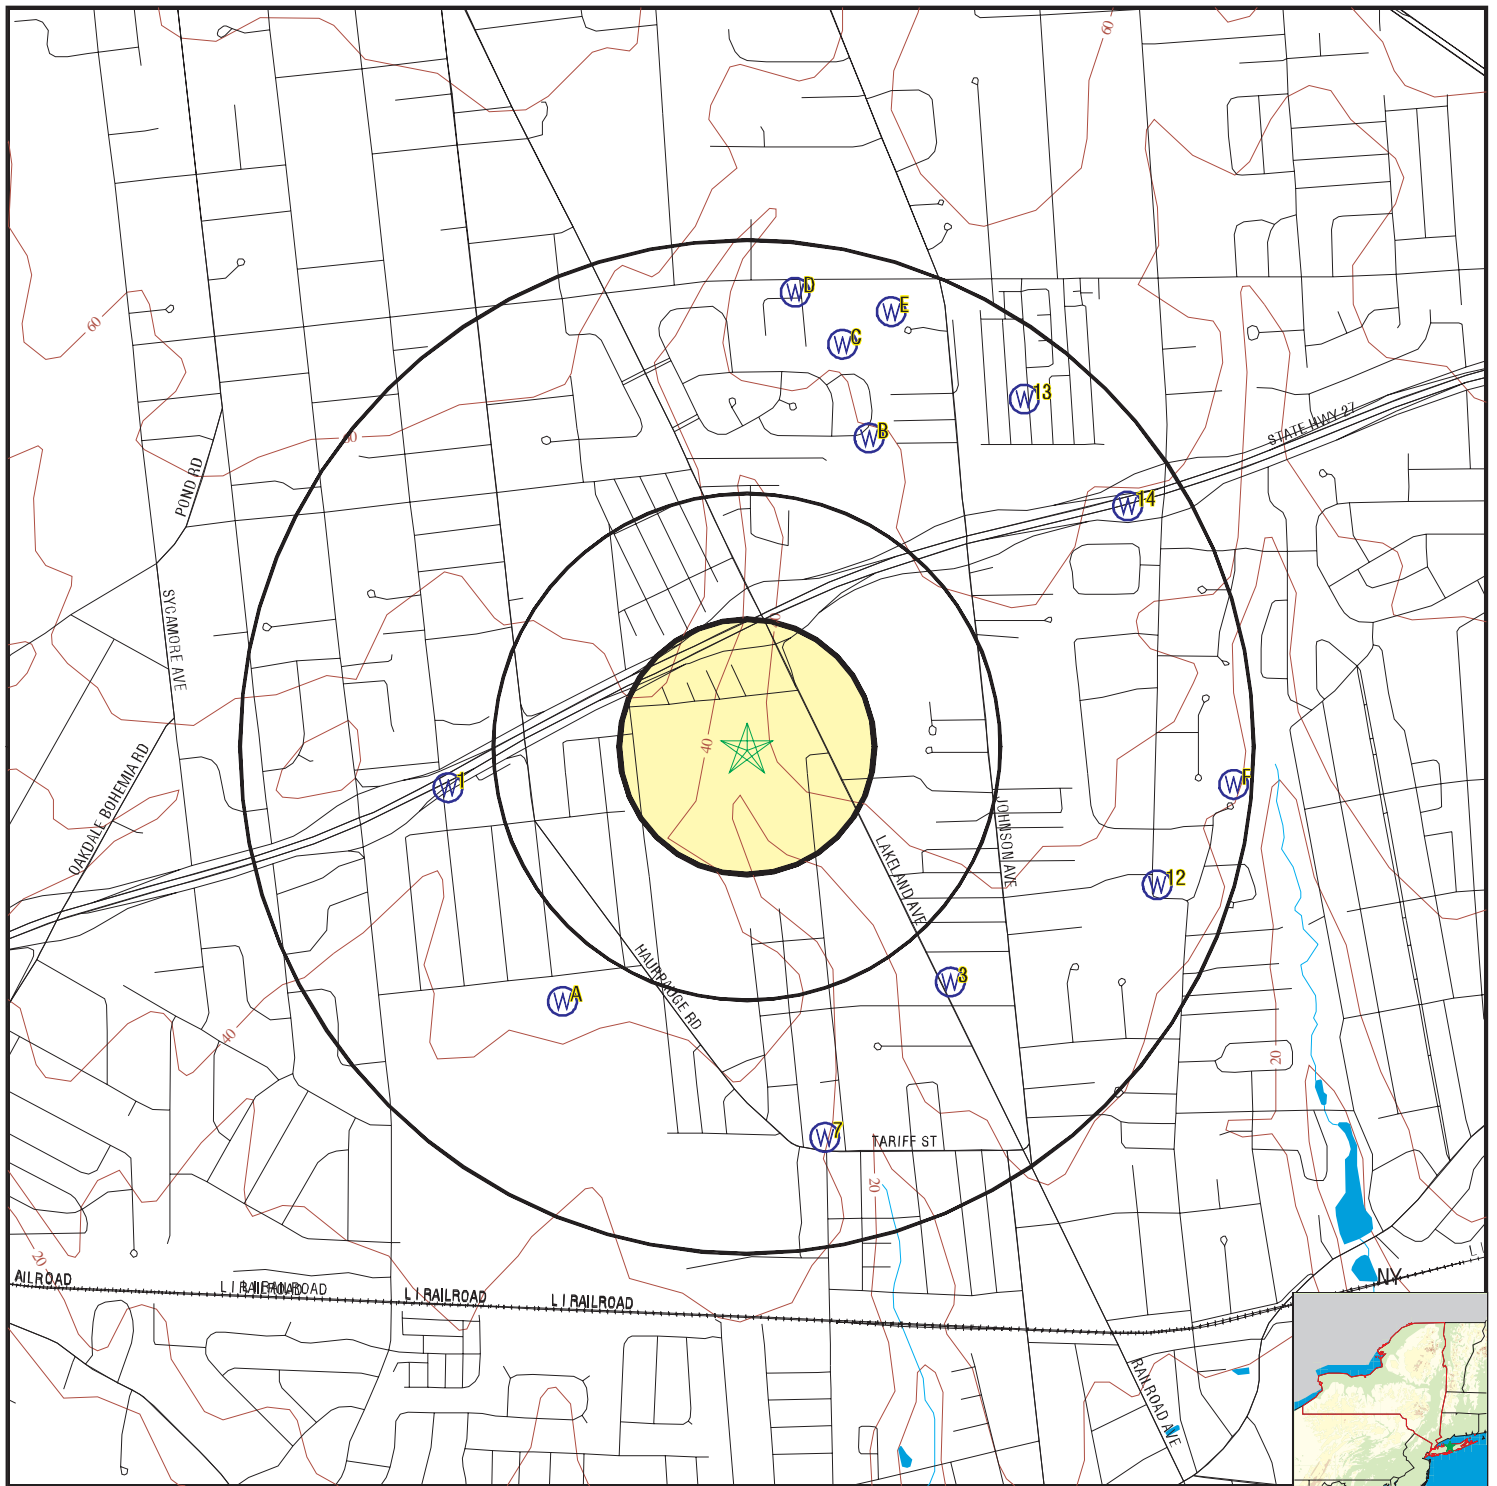 60
W D
W E
W C
60
W 13
60
STATE HWY 27
W B
POND RD
W 14
SYCAMORE AVE
40
OAKDALE BOHEMIA RD
W 1
W F
JOHNSON AVE
LAKELAND AVE
W 12
HAUPPAUGE RD
W 3
W A
40
20
W 7
TARIFF ST
20
20
AILROAD
L I RAILROAD
L I RAILROAD
L I RAILROAD
L I
NY
RAILROAD AVE